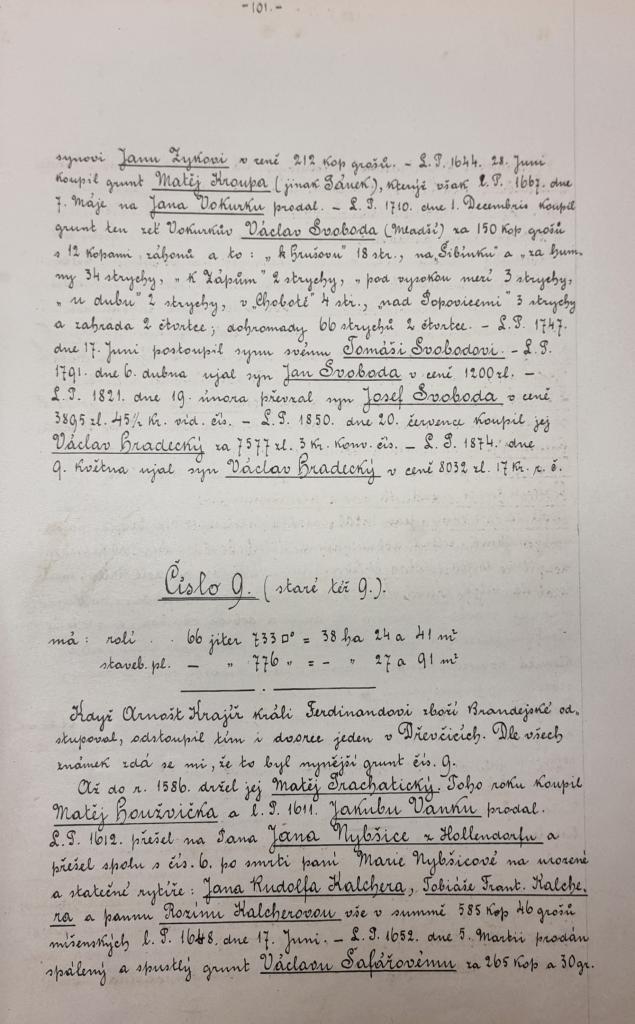 -101.-
synovi Janu Zykovi v ceně 212 kop grošů. - L.P. 1644. 28. Juni
koupil grunt Matěj Kroupa (jinak Pánek), kterýž však l.P. 1667. dne
7. Máje na Jana Vokurku prodal. - L.P. 1710. dne 1. Decembris koupil
grunt ten zeť Vokurkův Václav Svoboda (Mladší) za 150 kop grošů
s 12 kopami záhonů a to: „k Hrušovu" 18 str., na „Šibínku" a „za hum-
ny 34 strychy, „k Zápům" 2 strychy, „pod vysokou mezí 3 strychy,
„u dubu" 2 strychy, v „Chobotě" 4 str., „nad Popovicemi" 3 strychy
a zahrada 2 čtvrtce; dohromady 66 strychů 2 čtvrtce. - L.P. 1747.
dne 17. Juni postoupil synu svému Tomáši Svobodovi. - L.P.
1791. dne 6. dubna ujal syn Jan Svoboda v ceně 1200 zl. -
L.P. 1821. dne 19. února převzal syn Josef Svoboda v ceně
3895 zl. 45½ kr. víd. čís. - L.P. 1850. dne 20. července koupil jej
Václav Hradecký za 7577 zl. 3 kr. konv. čís. - L.P. 1874. dne
9. května ujal syn Václav Hradecký v ceně 8032 zl. 17 kr. r. č.
Číslo 9. (staré též 9.).
má: rolí . . 66 jiter 733 □° = 38 ha 24 a 41 m²
staveb. pl. - „ 776 „ = - „ 27 a 91 m²
Když Arnošt Krajíř králi Ferdinandovi zboží Brandejské od-
stupoval, odstoupil tím i dvorce jeden v Dřevčicích. Dle všech
známek zdá se mi, že to byl nynější grunt čís. 9.
Až do r. 1586. držel jej Matěj Prachatický. Toho roku koupil
Matěj Houžvička a l.P. 1611. Jakubu Vaňku prodal.
L.P. 1612. přešel na Pana Jana Nybšice z Hollendorfu a
přešel spolu s čís. 6. po smrti paní Marie Nybšicové na urozené
a statečné rytíře: Jana Rudolfa Kalchera, Tobiáše Frant. Kalche-
ra a pannu Rozinu Kalcherovou vše v summě 585 kop 46 grošů
míšenských l.P. 1648. dne 17. Juni. - L.P. 1652. dne 5. Martii prodán
spálený a spustlý grunt Václavu Šafářovému za 265 kop a 30 gr.